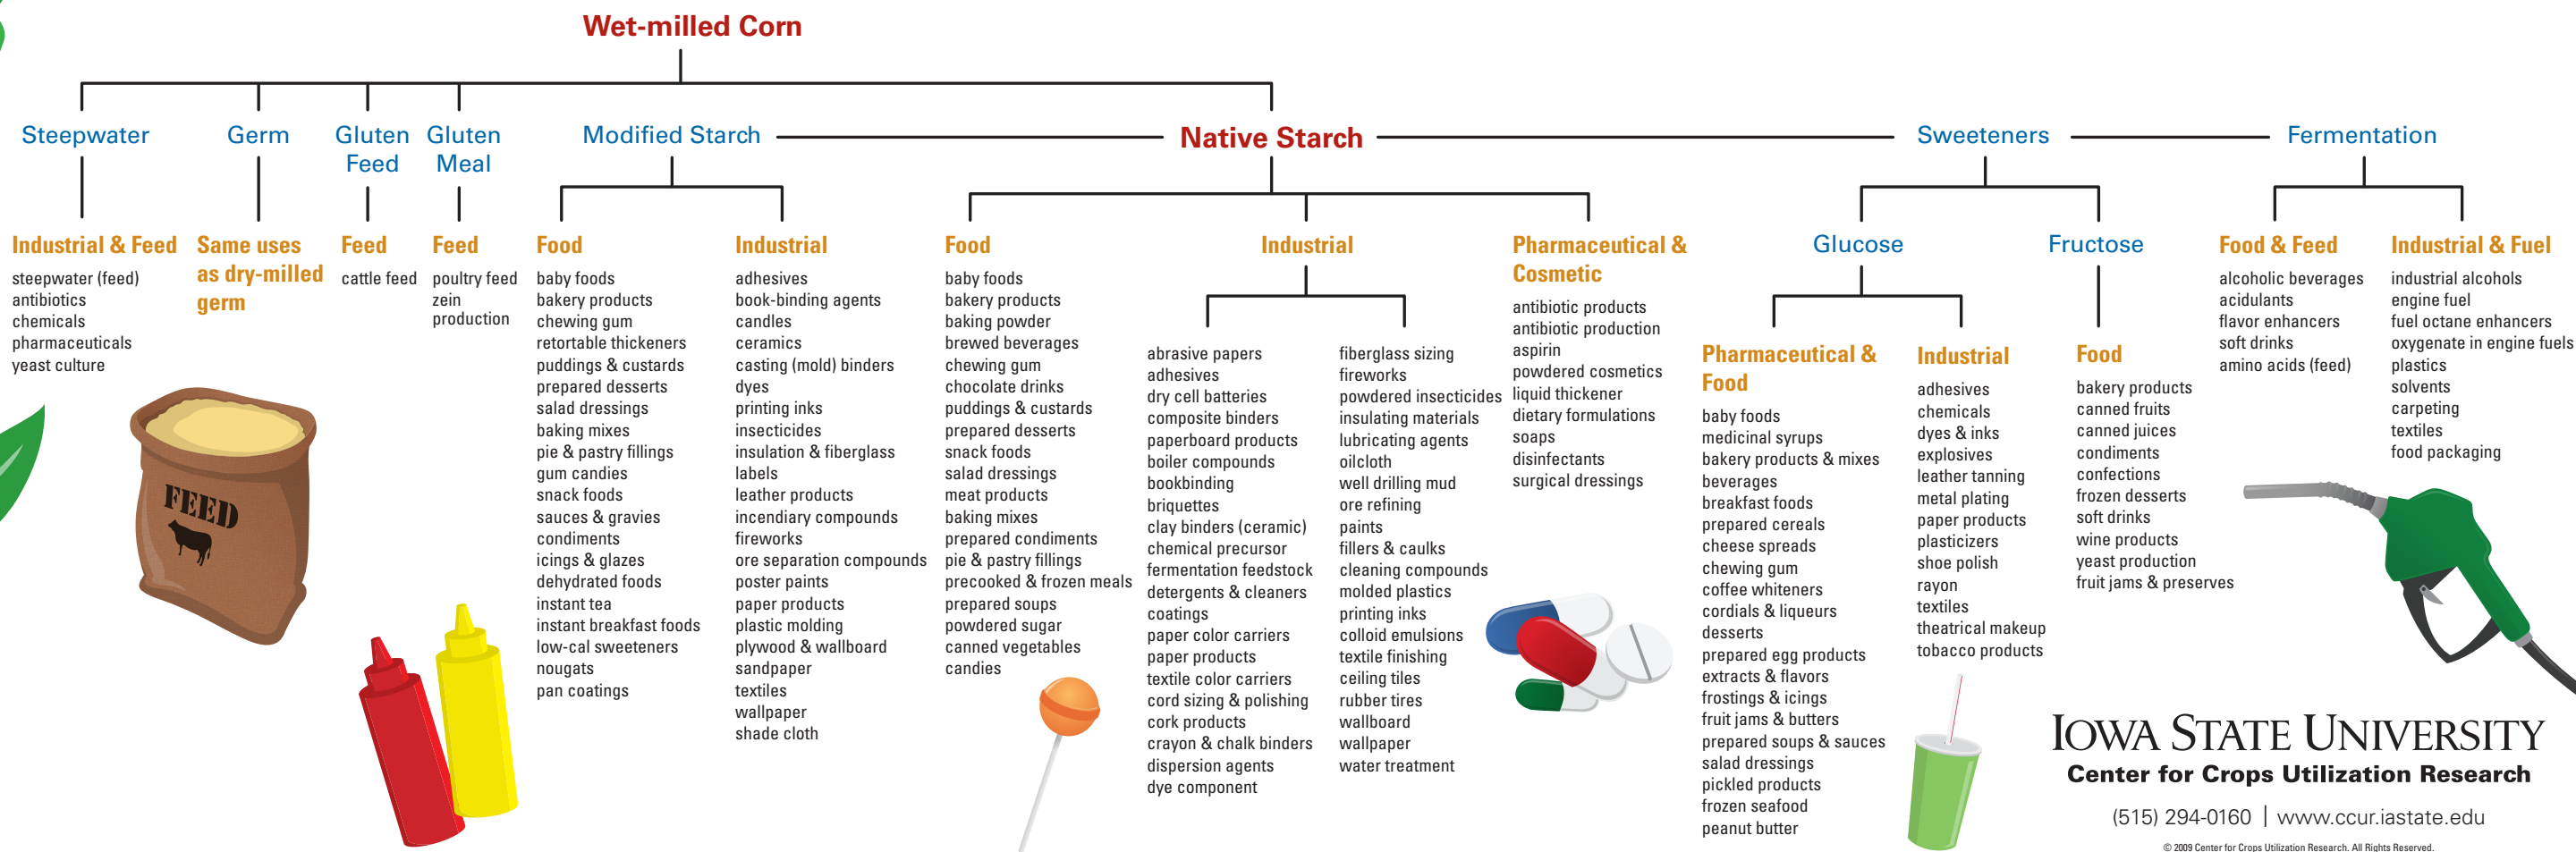 Wet-milled Corn
Steepwater
Germ
Gluten
Feed
Gluten
Meal
Modified Starch
Native Starch
Sweeteners
Fermentation
Industrial & Feed
steepwater (feed)
antibiotics
chemicals
pharmaceuticals
yeast culture
Same uses
as dry-milled
germ
Feed
cattle feed
Feed
poultry feed
zein
production
Food
baby foods
bakery products
chewing gum
retortable thickeners
puddings & custards
prepared desserts
salad dressings
baking mixes
pie & pastry fillings
gum candies
snack foods
sauces & gravies
condiments
icings & glazes
dehydrated foods
instant tea
instant breakfast foods
low-cal sweeteners
nougats
pan coatings
Industrial
adhesives
book-binding agents
candles
ceramics
casting (mold) binders
dyes
printing inks
insecticides
insulation & fiberglass
labels
leather products
incendiary compounds
fireworks
ore separation compounds
poster paints
paper products
plastic molding
plywood & wallboard
sandpaper
textiles
wallpaper
shade cloth
Food
baby foods
bakery products
baking powder
brewed beverages
chewing gum
chocolate drinks
puddings & custards
prepared desserts
snack foods
salad dressings
meat products
baking mixes
prepared condiments
pie & pastry fillings
precooked & frozen meals
prepared soups
powdered sugar
canned vegetables
candies
Industrial
abrasive papers
adhesives
dry cell batteries
composite binders
paperboard products
boiler compounds
bookbinding
briquettes
clay binders (ceramic)
chemical precursor
fermentation feedstock
detergents & cleaners
coatings
paper color carriers
paper products
textile color carriers
cord sizing & polishing
cork products
crayon & chalk binders
dispersion agents
dye component
fiberglass sizing
fireworks
powdered insecticides
insulating materials
lubricating agents
oilcloth
well drilling mud
ore refining
paints
fillers & caulks
cleaning compounds
molded plastics
printing inks
colloid emulsions
textile finishing
ceiling tiles
rubber tires
wallboard
wallpaper
water treatment
Pharmaceutical &
Cosmetic
antibiotic products
antibiotic production
aspirin
powdered cosmetics
liquid thickener
dietary formulations
soaps
disinfectants
surgical dressings
Glucose
Pharmaceutical &
Food
baby foods
medicinal syrups
bakery products & mixes
beverages
breakfast foods
prepared cereals
cheese spreads
chewing gum
coffee whiteners
cordials & liqueurs
desserts
prepared egg products
extracts & flavors
frostings & icings
fruit jams & butters
prepared soups & sauces
salad dressings
pickled products
frozen seafood
peanut butter
Industrial
adhesives
chemicals
dyes & inks
explosives
leather tanning
metal plating
paper products
plasticizers
shoe polish
rayon
textiles
theatrical makeup
tobacco products
Fructose
Food
bakery products
canned fruits
canned juices
condiments
confections
frozen desserts
soft drinks
wine products
yeast production
fruit jams & preserves
Food & Feed
alcoholic beverages
acidulants
flavor enhancers
soft drinks
amino acids (feed)
Industrial & Fuel
industrial alcohols
engine fuel
fuel octane enhancers
oxygenate in engine fuels
plastics
solvents
carpeting
textiles
food packaging
FEED
IOWA STATE UNIVERSITY
Center for Crops Utilization Research
(515) 294-0160 | www.ccur.iastate.edu
© 2009 Center for Crops Utilization Research. All Rights Reserved.